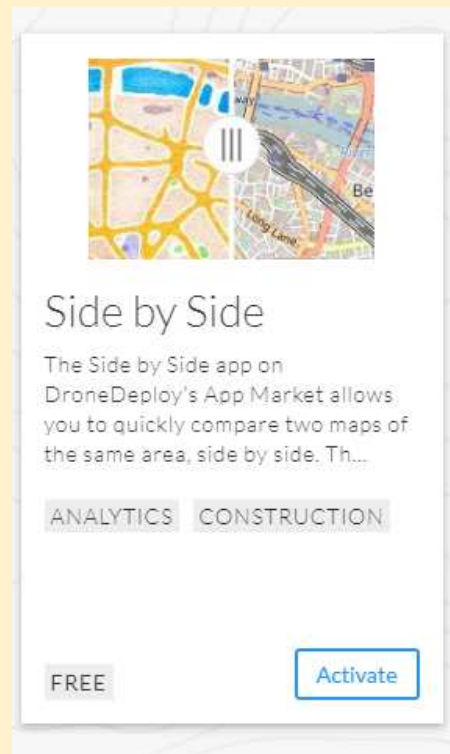 way
River
Be
Long Lane
Side by Side
The Side by Side app on
DroneDeploy's App Market allows
you to quickly compare two maps of
the same area, side by side. Th...
ANALYTICS CONSTRUCTION
FREE
Activate